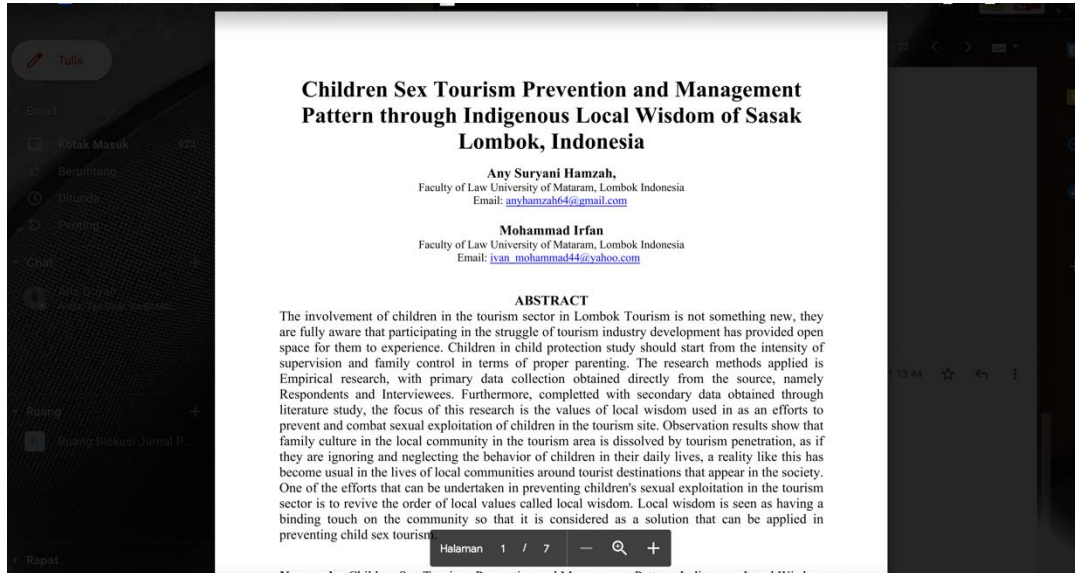 Tulis
Email
Kotak Masuk 923
Berbintang
Ditunda
Penting
Chat
Ruang
Ruang Diskusi Jurnal P...
Rapat
Children Sex Tourism Prevention and Management
Pattern through Indigenous Local Wisdom of Sasak
Lombok, Indonesia
Any Suryani Hamzah,
Faculty of Law University of Mataram, Lombok Indonesia
Email: anyhamzah64@gmail.com
Mohammad Irfan
Faculty of Law University of Mataram, Lombok Indonesia
Email: ivan_mohammad44@yahoo.com
ABSTRACT
The involvement of children in the tourism sector in Lombok Tourism is not something new, they
are fully aware that participating in the struggle of tourism industry development has provided open
space for them to experience. Children in child protection study should start from the intensity of
supervision and family control in terms of proper parenting. The research methods applied is
Empirical research, with primary data collection obtained directly from the source, namely
Respondents and Interviewees. Furthermore, completted with secondary data obtained through
literature study, the focus of this research is the values of local wisdom used in as an efforts to
prevent and combat sexual exploitation of children in the tourism site. Observation results show that
family culture in the local community in the tourism area is dissolved by tourism penetration, as if
they are ignoring and neglecting the behavior of children in their daily lives, a reality like this has
become usual in the lives of local communities around tourist destinations that appear in the society.
One of the efforts that can be undertaken in preventing children's sexual exploitation in the tourism
sector is to revive the order of local values called local wisdom. Local wisdom is seen as having a
binding touch on the community so that it is considered as a solution that can be applied in
preventing child sex tourism.
Halaman 1 / 7
13:44